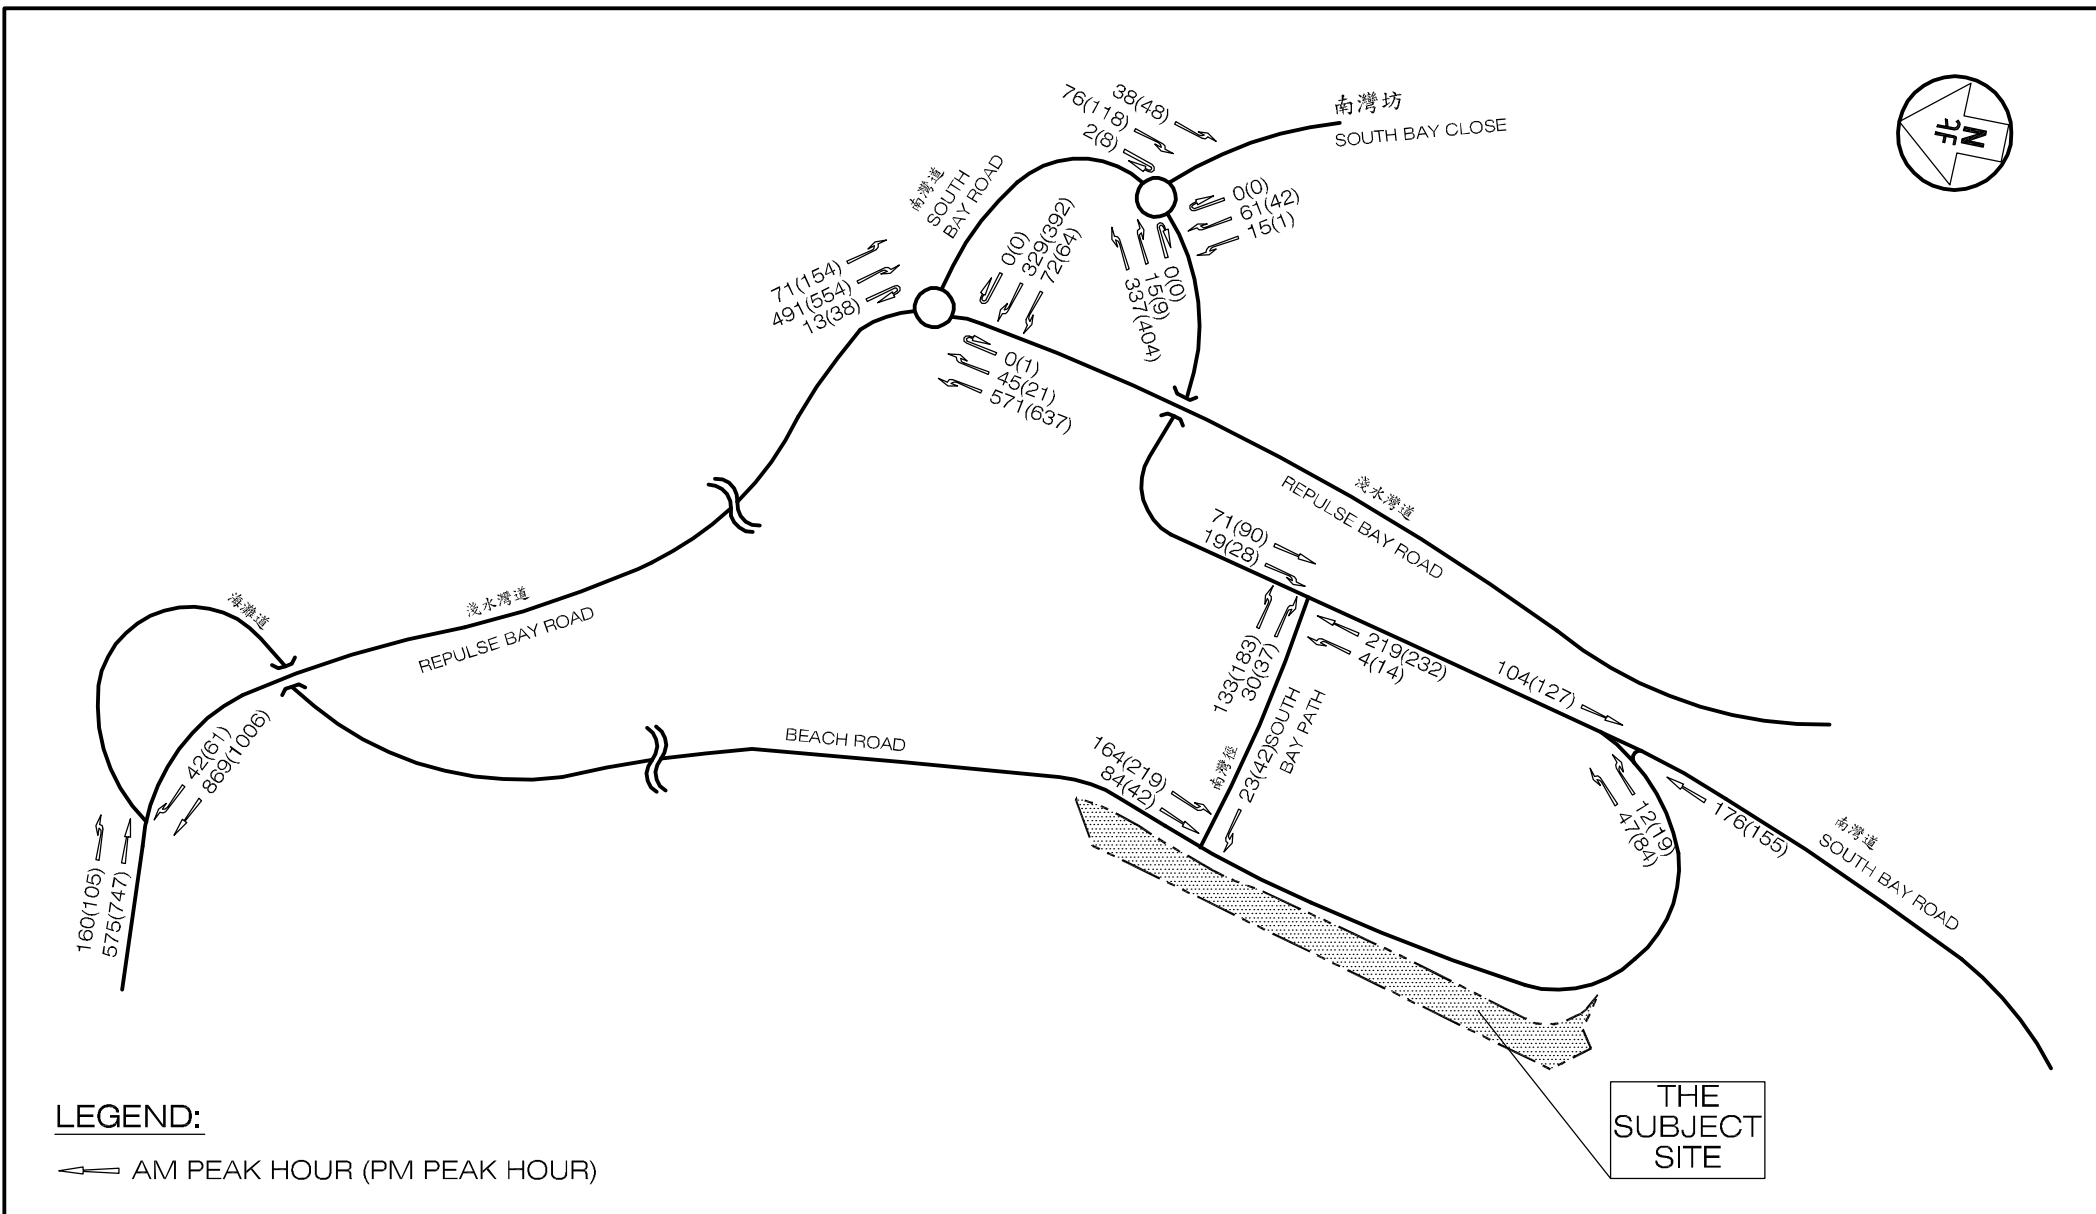 38(48)
76(118)
2(8)
南灣坊
SOUTH BAY CLOSE
北
N
南灣道
SOUTH
BAY ROAD
0(0)
61(42)
15(1)
0(0)
329(392)
72(64)
0(0)
15(9)
337(404)
71(154)
491(554)
13(38)
0(1)
45(21)
571(637)
淺水灣道
REPULSE BAY ROAD
71(90)
19(28)
海灘道
淺水灣道
REPULSE BAY ROAD
133(183)
30(37)
219(232)
4(14)
104(127)
42(61)
869(1006)
BEACH ROAD
164(219)
84(42)
南灣徑
23(42)
SOUTH
BAY PATH
12(19)
47(84)
176(155)
南灣道
SOUTH BAY ROAD
160(105)
575(747)
THE
SUBJECT
SITE
LEGEND:
AM PEAK HOUR (PM PEAK HOUR)